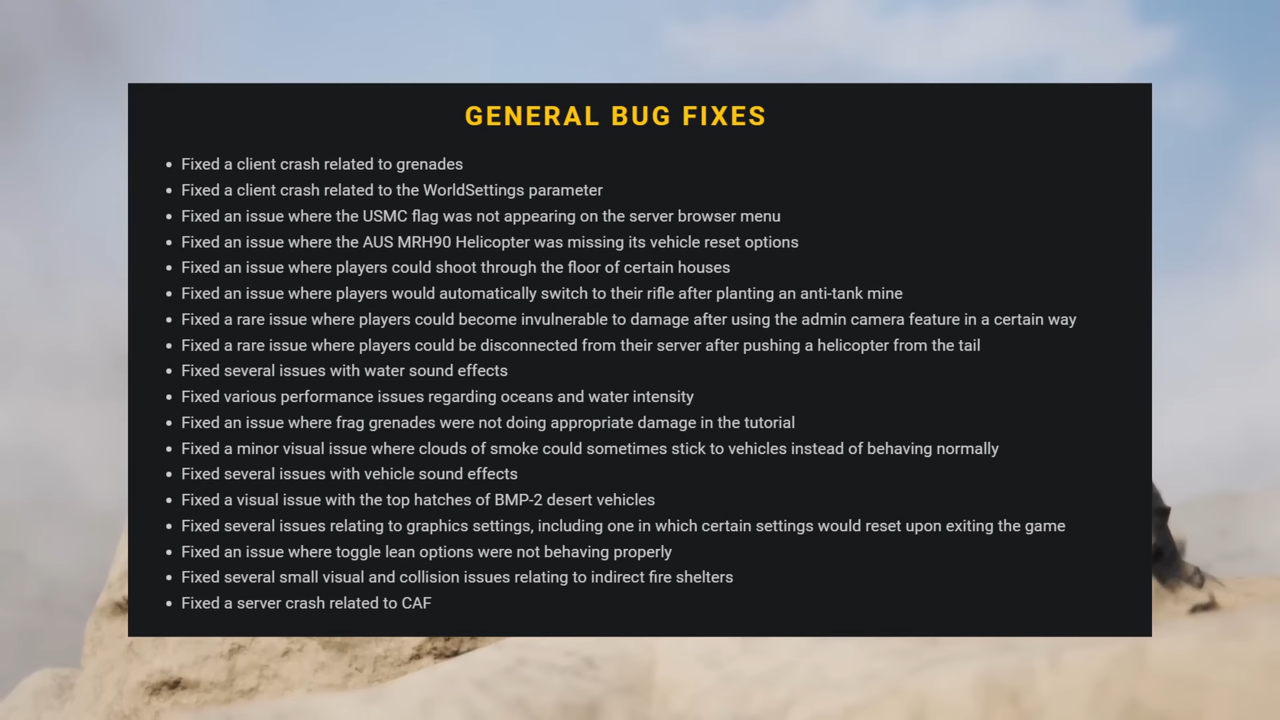 GENERAL BUG FIXES
• Fixed a client crash related to grenades
• Fixed a client crash related to the WorldSettings parameter
• Fixed an issue where the USMC flag was not appearing on the server browser menu
• Fixed an issue where the AUS MRH90 Helicopter was missing its vehicle reset options
• Fixed an issue where players could shoot through the floor of certain houses
• Fixed an issue where players would automatically switch to their rifle after planting an anti-tank mine
• Fixed a rare issue where players could become invulnerable to damage after using the admin camera feature in a certain way
• Fixed a rare issue where players could be disconnected from their server after pushing a helicopter from the tail
• Fixed several issues with water sound effects
• Fixed various performance issues regarding oceans and water intensity
• Fixed an issue where frag grenades were not doing appropriate damage in the tutorial
• Fixed a minor visual issue where clouds of smoke could sometimes stick to vehicles instead of behaving normally
• Fixed several issues with vehicle sound effects
• Fixed a visual issue with the top hatches of BMP-2 desert vehicles
• Fixed several issues relating to graphics settings, including one in which certain settings would reset upon exiting the game
• Fixed an issue where toggle lean options were not behaving properly
• Fixed several small visual and collision issues relating to indirect fire shelters
• Fixed a server crash related to CAF